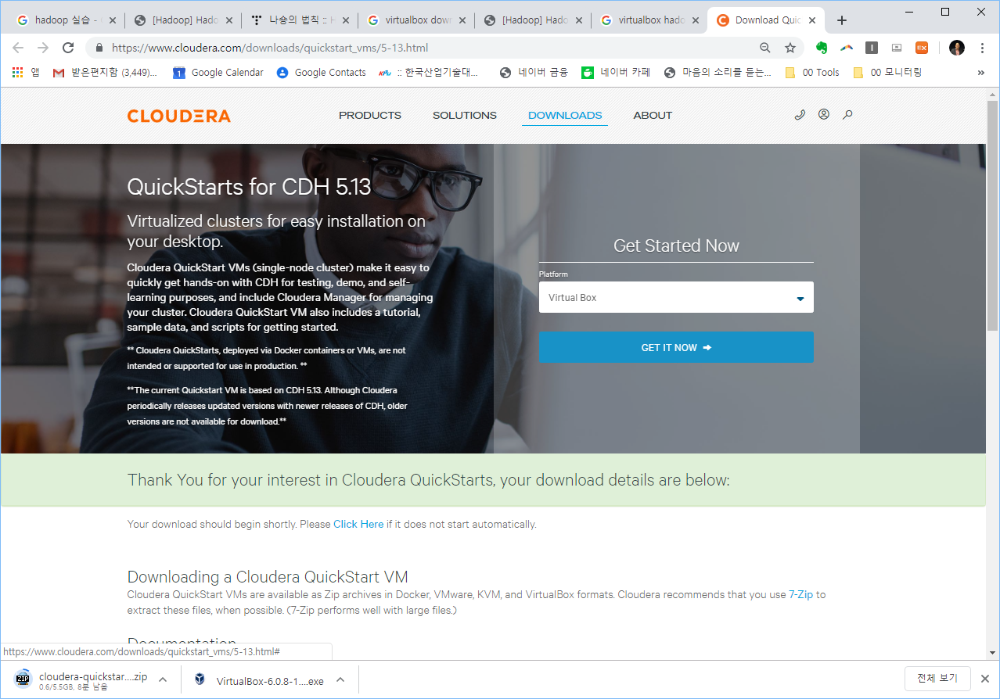 hadoop 실습 -
[Hadoop] Hado
나숑의 법칙 :: H
virtualbox down
[Hadoop] Hado
virtualbox hado
Download Quic
https://www.cloudera.com/downloads/quickstart_vms/5-13.html
앱
받은편지함 (3,449)...
Google Calendar
Google Contacts
:: 한국산업기술대...
네이버 금융
네이버 카페
마음의 소리를 듣는...
00 Tools
00 모니터링
»
CLOUDERA
PRODUCTS
SOLUTIONS
DOWNLOADS
ABOUT
QuickStarts for CDH 5.13
Virtualized clusters for easy installation on
your desktop.
Cloudera QuickStart VMs (single-node cluster) make it easy to
quickly get hands-on with CDH for testing, demo, and self-
learning purposes, and include Cloudera Manager for managing
your cluster. Cloudera QuickStart VM also includes a tutorial,
sample data, and scripts for getting started.
** Cloudera QuickStarts, deployed via Docker containers or VMs, are not
intended or supported for use in production. **
**The current Quickstart VM is based on CDH 5.13. Although Cloudera
periodically releases updated versions with newer releases of CDH, older
versions are not available for download.**
Get Started Now
Platform
Virtual Box
GET IT NOW
Thank You for your interest in Cloudera QuickStarts, your download details are below:
Your download should begin shortly. Please Click Here if it does not start automatically.
Downloading a Cloudera QuickStart VM
Cloudera QuickStart VMs are available as Zip archives in Docker, VMware, KVM, and VirtualBox formats. Cloudera recommends that you use 7-Zip to
extract these files, when possible. (7-Zip performs well with large files.)
Documentation
https://www.cloudera.com/downloads/quickstart_vms/5-13.html#
ZIP
cloudera-quickstar....zip
0.6/5.5GB, 8분 남음
VirtualBox-6.0.8-1....exe
전체 보기